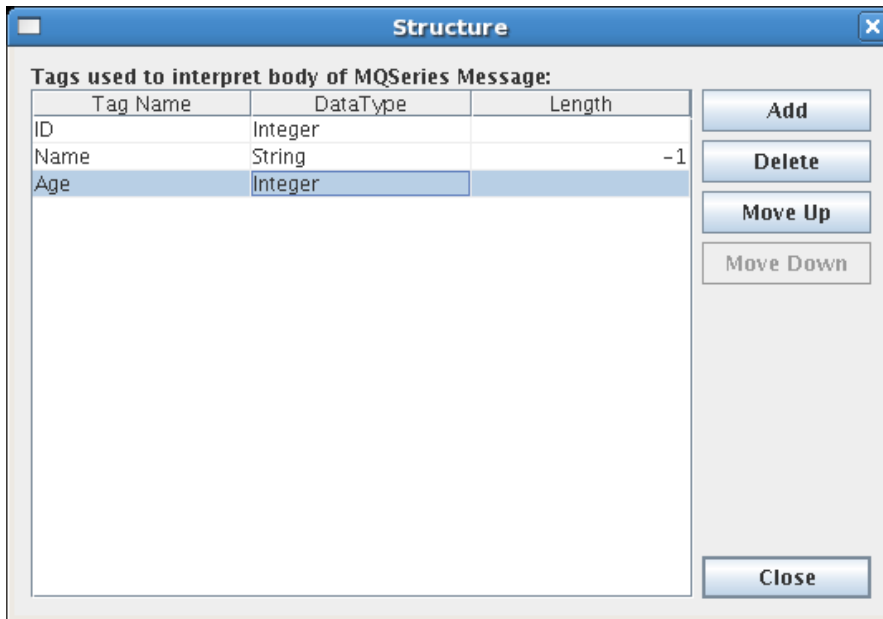 Structure
Tags used to interpret body of MQSeries Message:
Tag Name DataType Length
ID Integer
Name String -1
Age Integer
Add
Delete
Move Up
Move Down
Close